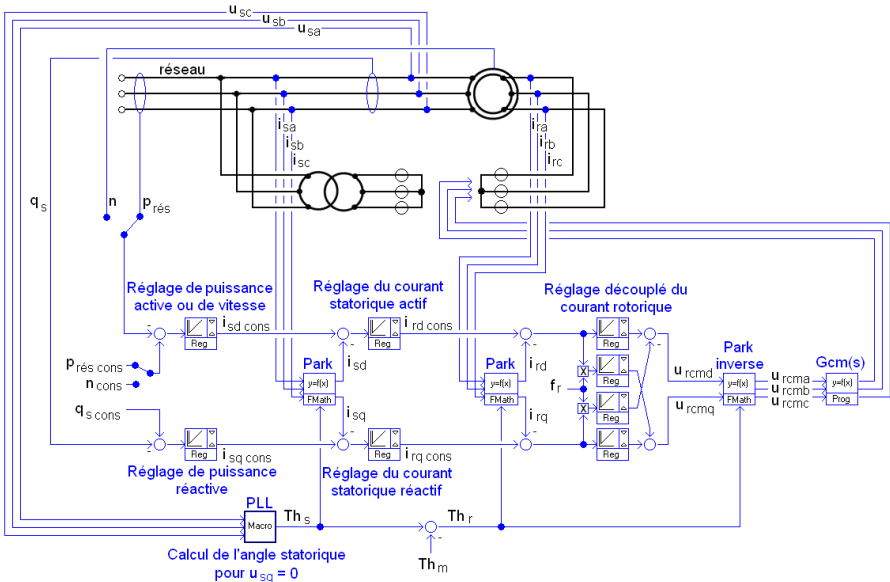 u sc
u sb
u sa
réseau
i sa
i sb
i sc
i ra
i rb
i rc
q s
n
p rés
Réglage de puissance
active ou de vitesse
Réglage du courant
statorique actif
Réglage découplé du
courant rotorique
i sd cons
i rd cons
Reg
Reg
Reg
p rés cons
n cons
q s cons
Park
i sd
y=f(x)
FMath
i sq
Park
i rd
y=f(x)
FMath
i rq
f r
X
X
Reg
Reg
u rcmd
u rcmq
Park
inverse
y=f(x)
FMath
u rcma
u rcmb
u rcmc
Gcm(s)
y=f(x)
Prog
Reg
i sq cons
Reg
i rq cons
Reg
Réglage de puissance
réactive
Réglage du courant
statorique réactif
PLL
Macro
Th s
Th r
Th m
Calcul de l'angle statorique
pour u sq = 0